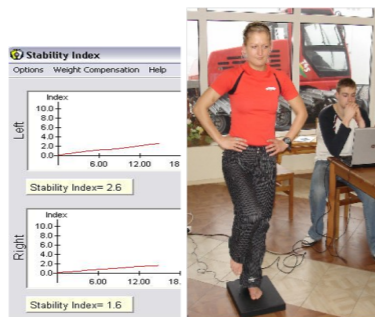 Stability Index
Options Weight Compensation Help
Index
10.0
8.0
6.0
4.0
2.0
0.0
6.00 12.00 18.
Left
Stability Index= 2.6
Index
10.0
8.0
6.0
4.0
2.0
0.0
6.00 12.00 18.
Right
Stability Index= 1.6